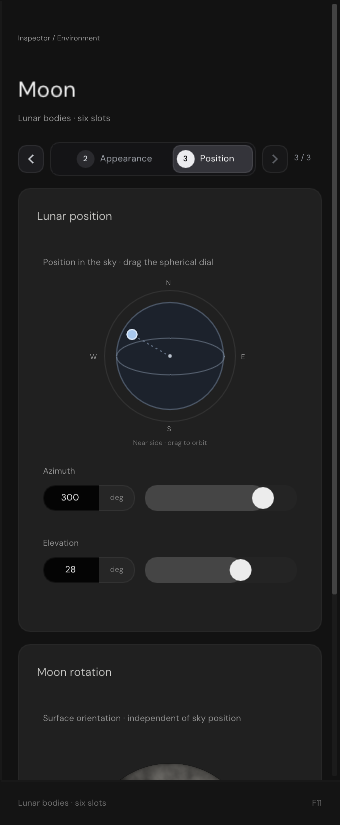 Inspector / Environment
Moon
Lunar bodies · six slots
2 Appearance 3 Position 3 / 3
Lunar position
Position in the sky · drag the spherical dial
N
W E
S
Near side · drag to orbit
Azimuth
300 deg
Elevation
28 deg
Moon rotation
Surface orientation · independent of sky position
Lunar bodies · six slots F11